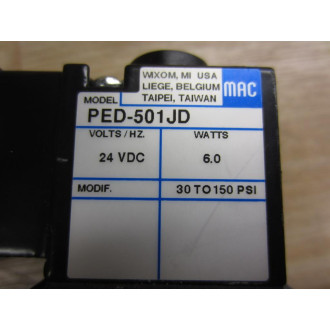 WIXOM, MI USA
LIEGE, BELGIUM
TAIPEI, TAIWAN
MAC
MODEL
PED-501JD
VOLTS/HZ. WATTS
24 VDC 6.0
MODIF. 30 TO 150 PSI